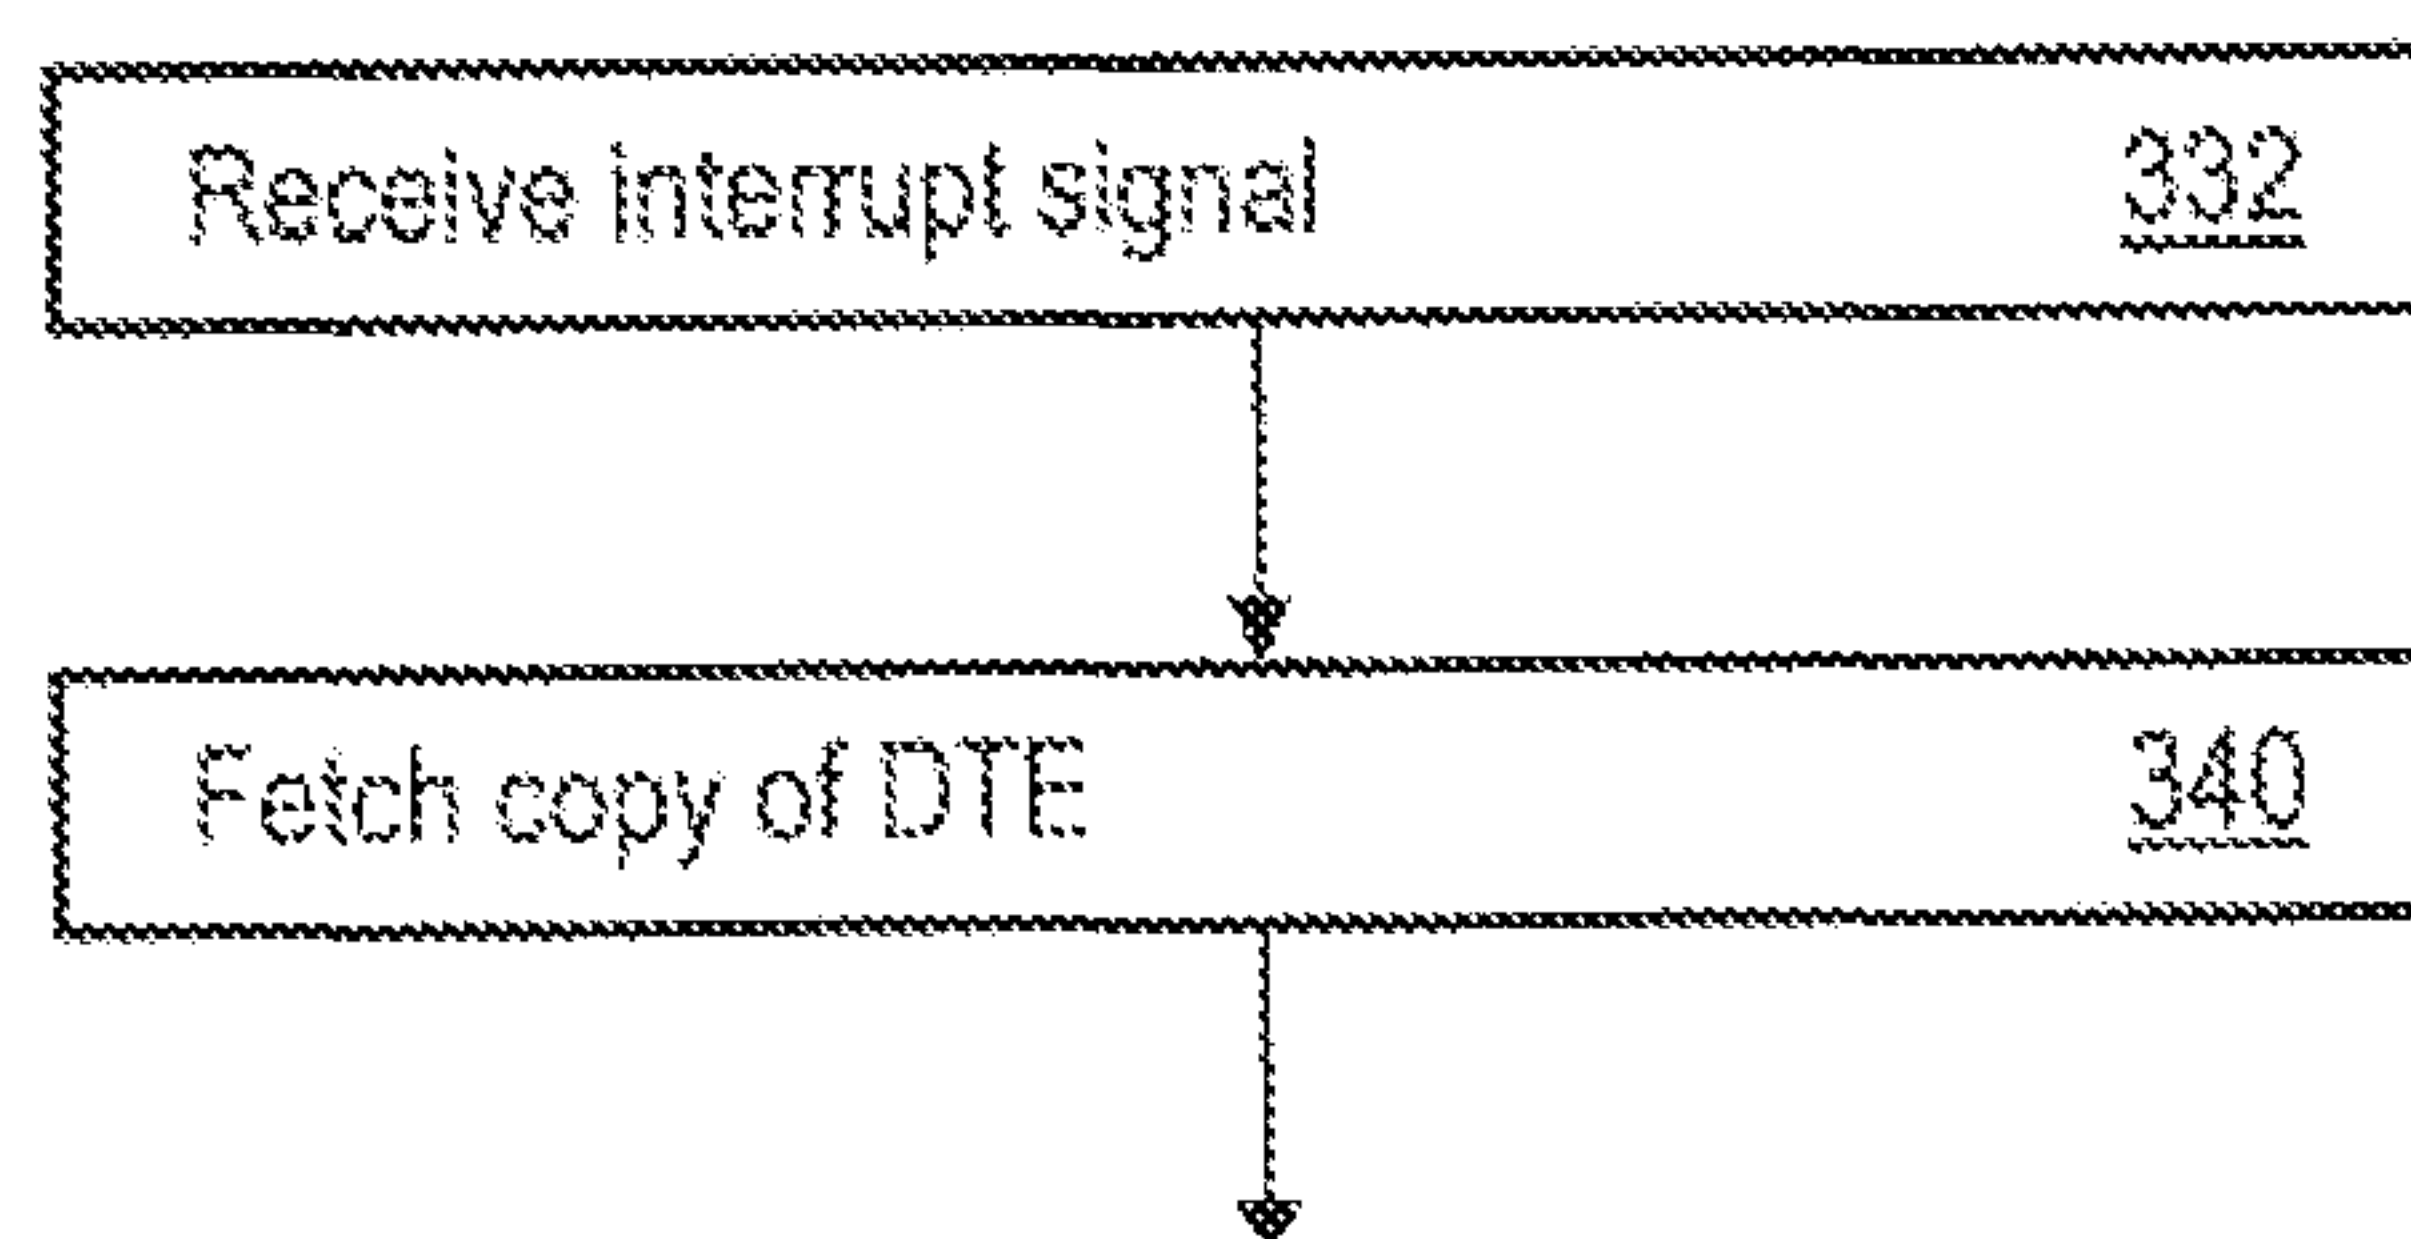 Receive interrupt signal 332
Fetch copy of DTE 340